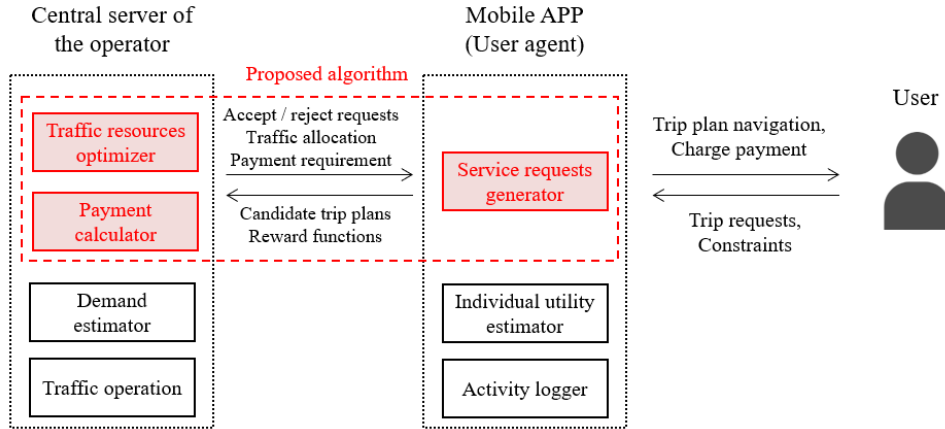 Central server of
the operator
Mobile APP
(User agent)
Proposed algorithm
Traffic resources
optimizer
Payment
calculator
Accept / reject requests
Traffic allocation
Payment requirement
Candidate trip plans
Reward functions
Service requests
generator
Demand
estimator
Traffic operation
Individual utility
estimator
Activity logger
Trip plan navigation,
Charge payment
Trip requests,
Constraints
User